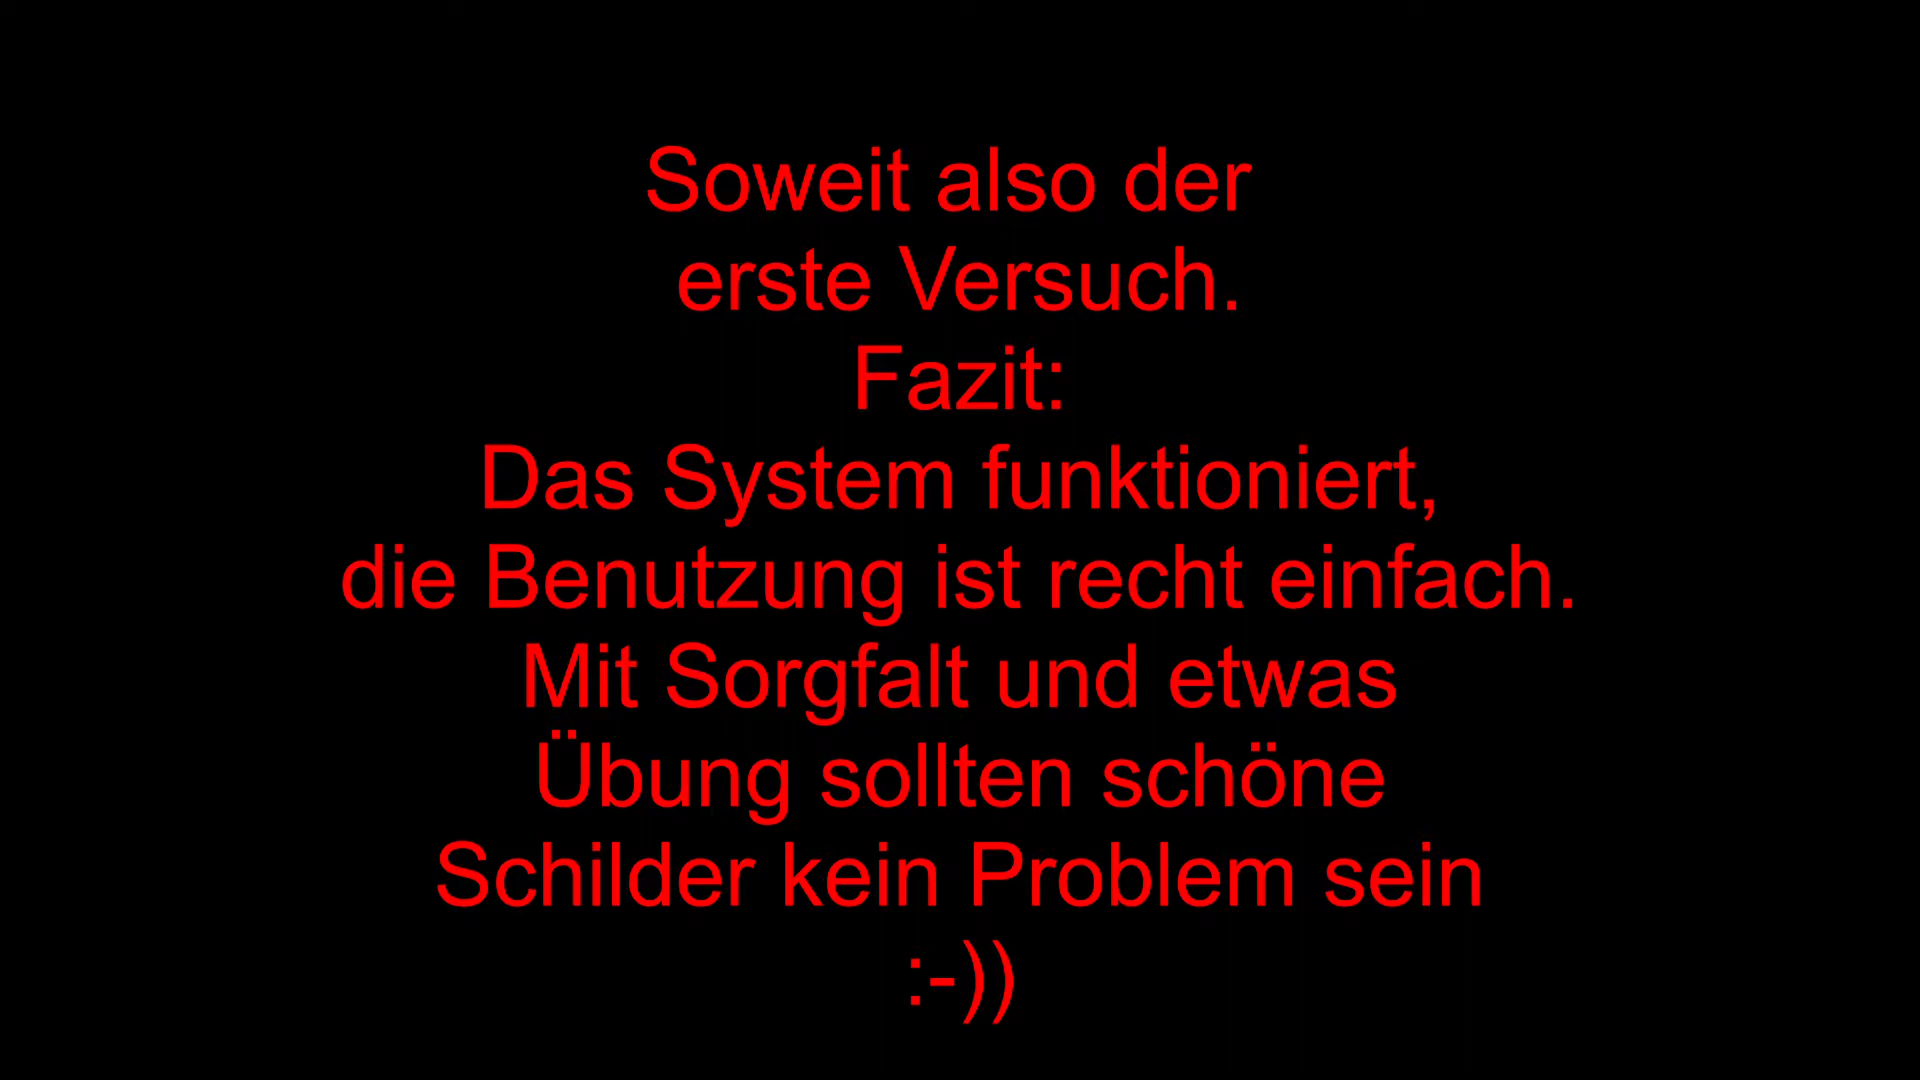 Soweit also der
erste Versuch.
Fazit:
Das System funktioniert,
die Benutzung ist recht einfach.
Mit Sorgfalt und etwas
Übung sollten schöne
Schilder kein Problem sein
:-))